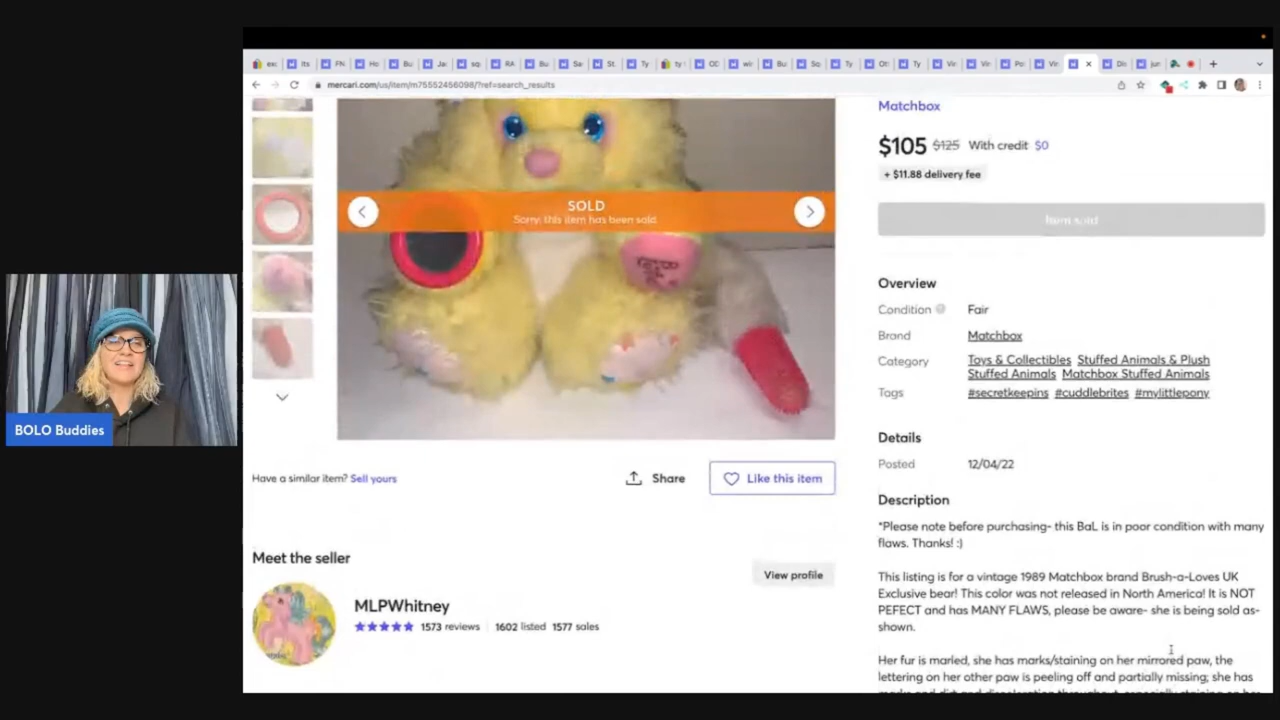 mercari.com/us/item/m75552456098/?ref=search_results
Matchbox
$105 $125 With credit $0
+ $11.88 delivery fee
Item sold
SOLD
Sorry, this item has been sold.
Overview
Condition Fair
Brand Matchbox
Category Toys & Collectibles Stuffed Animals & Plush
Stuffed Animals Matchbox Stuffed Animals
Tags #secretkeepins #cuddlebrites #mylittlepony
Details
Posted 12/04/22
Description
*Please note before purchasing- this BaL is in poor condition with many
flaws. Thanks! :)
This listing is for a vintage 1989 Matchbox brand Brush-a-Loves UK
Exclusive bear! This color was not released in North America! It is NOT
PEFECT and has MANY FLAWS, please be aware- she is being sold as-
shown.
Her fur is marled, she has marks/staining on her mirrored paw, the
lettering on her other paw is peeling off and partially missing; she has
Have a similar item? Sell yours
Share
Like this item
Meet the seller
View profile
MLPWhitney
1573 reviews 1602 listed 1577 sales
BOLO Buddies